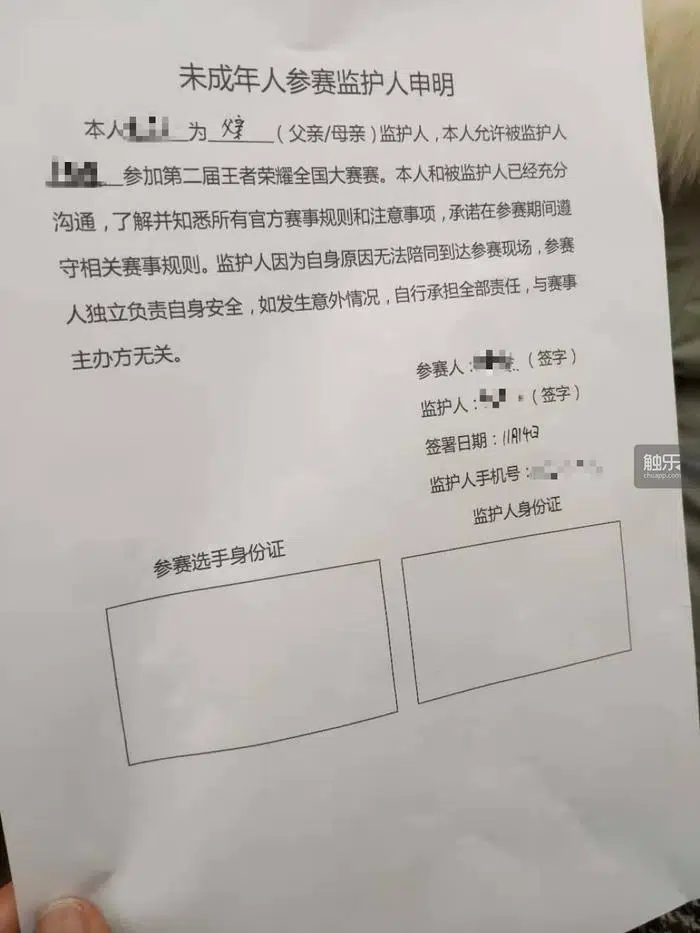 未成年人参赛监护人申明
本人 为 父亲 (父亲/母亲)监护人，本人允许被监护人
参加第二届王者荣耀全国大赛赛。本人和被监护人已经充分
沟通，了解并知悉所有官方赛事规则和注意事项，承诺在参赛期间遵
守相关赛事规则。监护人因为自身原因无法陪同到达参赛现场，参赛
人独立负责自身安全，如发生意外情况，自行承担全部责任，与赛事
主办方无关。
参赛人： (签字)
监护人： (签字)
签署日期：11月14日
监护人手机号：
参赛选手身份证
监护人身份证
触乐
chuapp.com